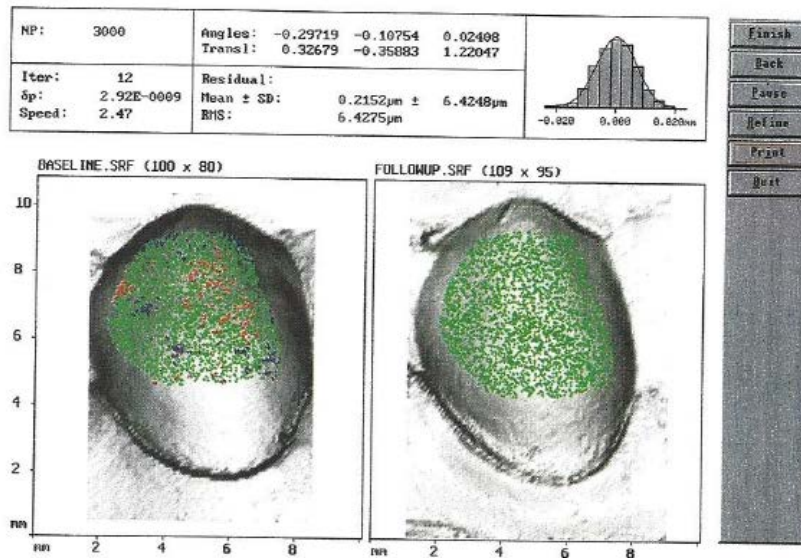 NP: 3000
Angles: -0.29719 -0.10754 0.02408
Transl: 0.32679 -0.35883 1.22047
Iter: 12
δp: 2.92E-0009
Speed: 2.47
Residual:
Mean ± SD: 0.2152µm ± 6.4248µm
RMS: 6.4275µm
-0.020 0.000 0.020mm
Finish
Back
Pause
Refine
Print
Quit
BASELINE.SRF (100 x 80)
10
8
6
4
2
mm
mm 2 4 6 8
FOLLOWUP.SRF (109 x 95)
mm 2 4 6 8